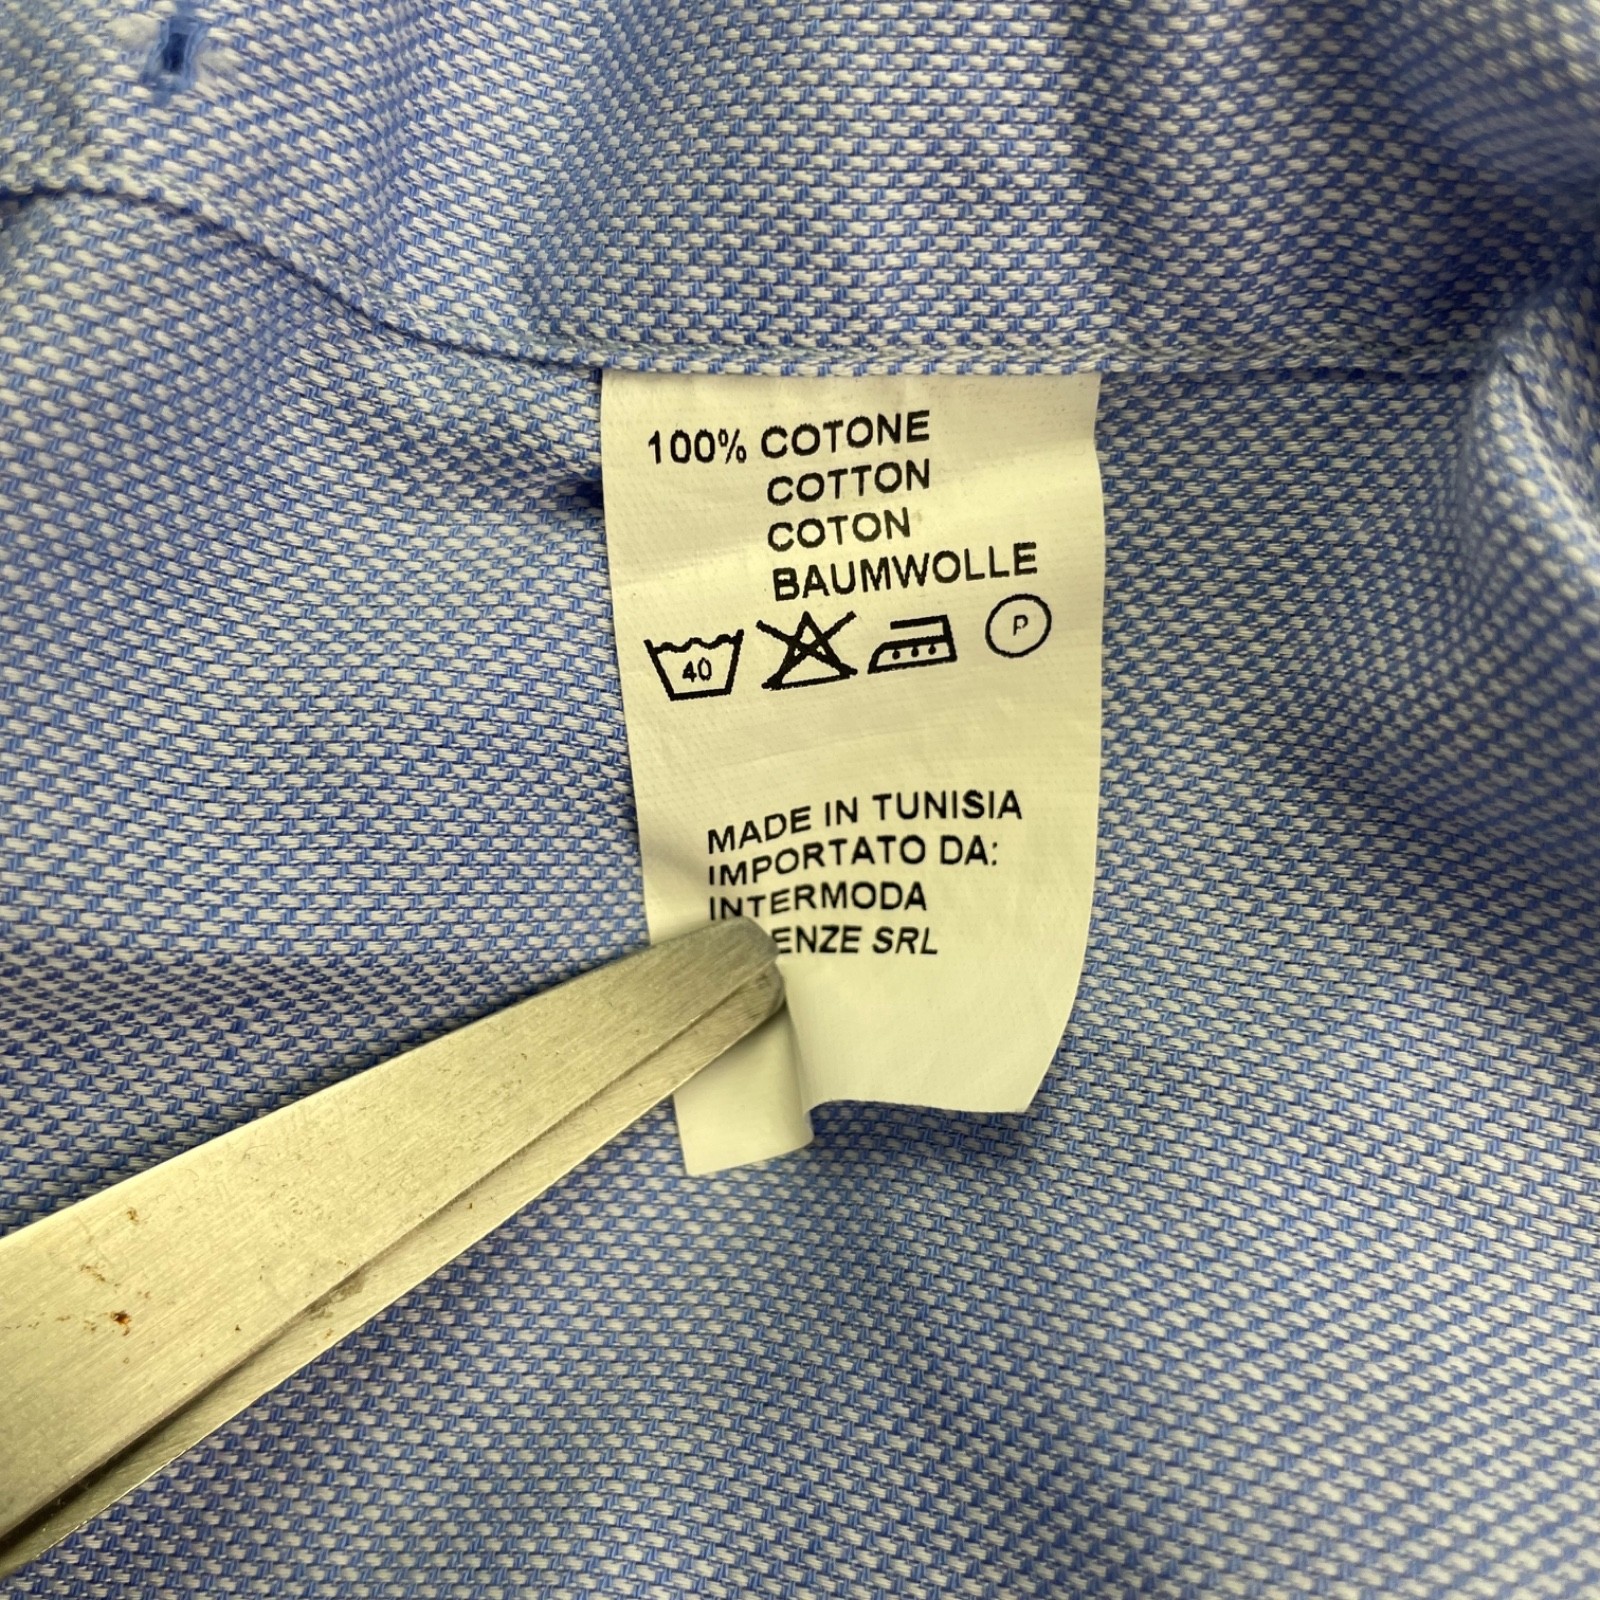 100% COTONE
COTTON
COTON
BAUMWOLLE
40 P
MADE IN TUNISIA
IMPORTATO DA:
INTERMODA
SRL